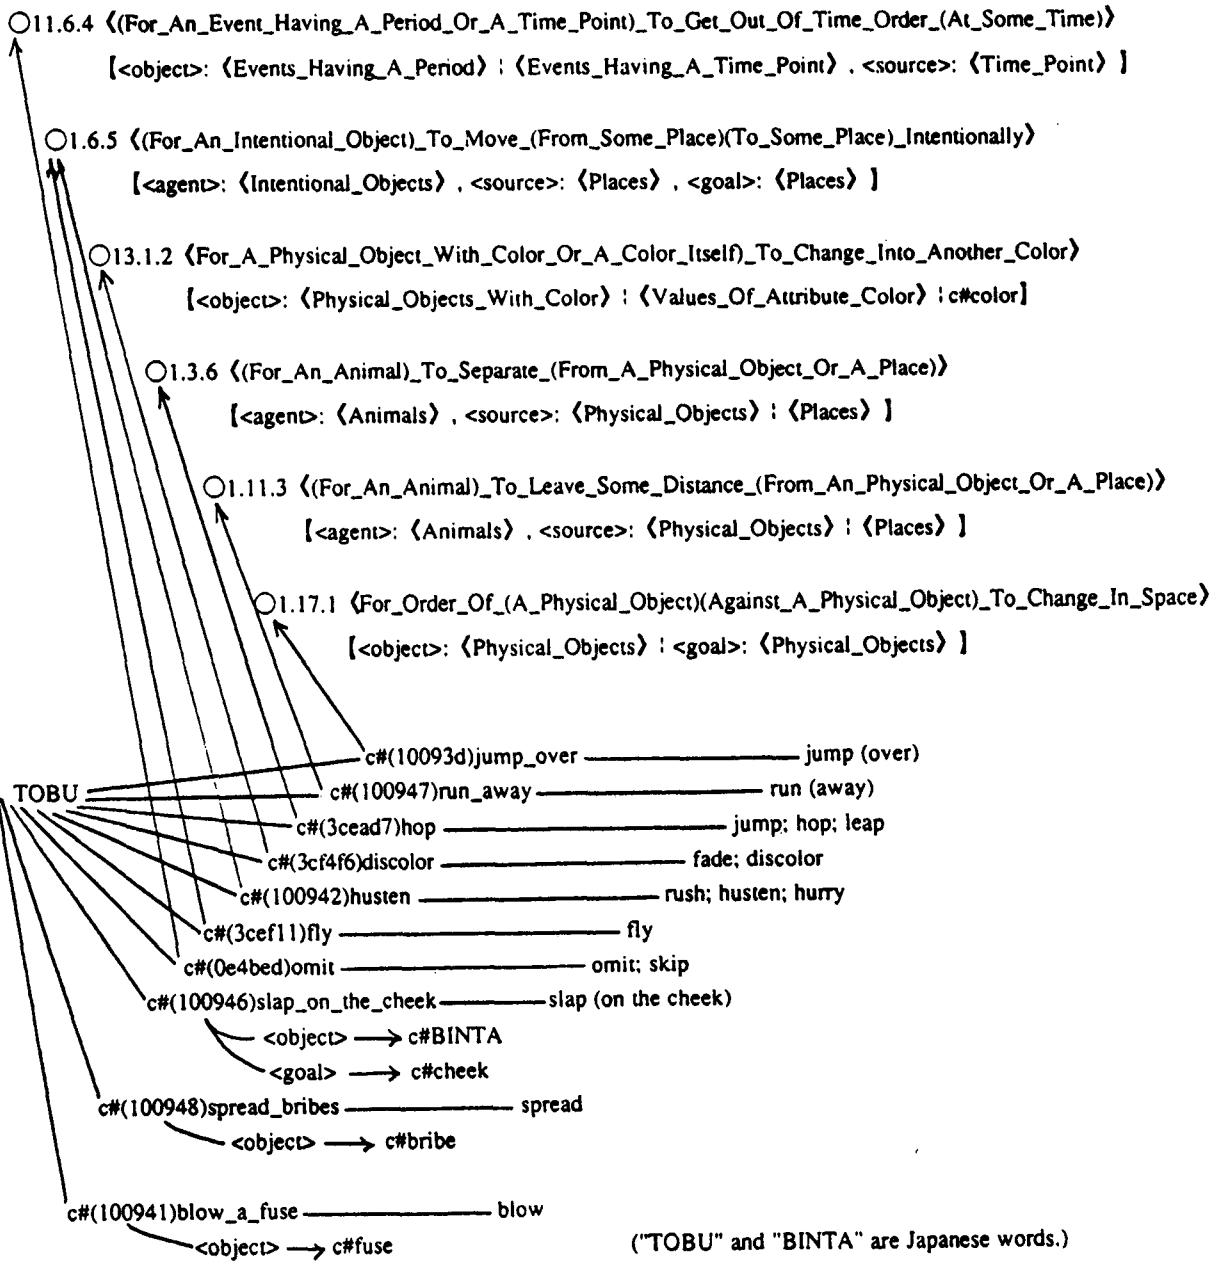 ○11.6.4 《(For_An_Event_Having_A_Period_Or_A_Time_Point)_To_Get_Out_Of_Time_Order_(At_Some_Time)》
[<object>: 《Events_Having_A_Period》 ¦ 《Events_Having_A_Time_Point》 , <source>: 《Time_Point》 ]
○1.6.5 《(For_An_Intentional_Object)_To_Move_(From_Some_Place)(To_Some_Place)_Intentionally》
[<agent>: 《Intentional_Objects》 , <source>: 《Places》 , <goal>: 《Places》 ]
○13.1.2 《For_A_Physical_Object_With_Color_Or_A_Color_Itself)_To_Change_Into_Another_Color》
[<object>: 《Physical_Objects_With_Color》 ¦ 《Values_Of_Attribute_Color》 ¦ c#color]
○1.3.6 《(For_An_Animal)_To_Separate_(From_A_Physical_Object_Or_A_Place)》
[<agent>: 《Animals》 , <source>: 《Physical_Objects》 ¦ 《Places》 ]
○1.11.3 《(For_An_Animal)_To_Leave_Some_Distance_(From_An_Physical_Object_Or_A_Place)》
[<agent>: 《Animals》 , <source>: 《Physical_Objects》 ¦ 《Places》 ]
○1.17.1 《For_Order_Of_(A_Physical_Object)(Against_A_Physical_Object)_To_Change_In_Space》
[<object>: 《Physical_Objects》 ¦ <goal>: 《Physical_Objects》 ]
c#(10093d)jump_over jump (over)
TOBU c#(100947)run_away run (away)
c#(3cead7)hop jump; hop; leap
c#(3cf4f6)discolor fade; discolor
c#(100942)husten rush; husten; hurry
c#(3cef11)fly fly
c#(0e4bed)omit omit; skip
c#(100946)slap_on_the_cheek slap (on the cheek)
<object> → c#BINTA
<goal> → c#cheek
c#(100948)spread_bribes spread
<object> → c#bribe
c#(100941)blow_a_fuse blow
<object> → c#fuse
("TOBU" and "BINTA" are Japanese words.)